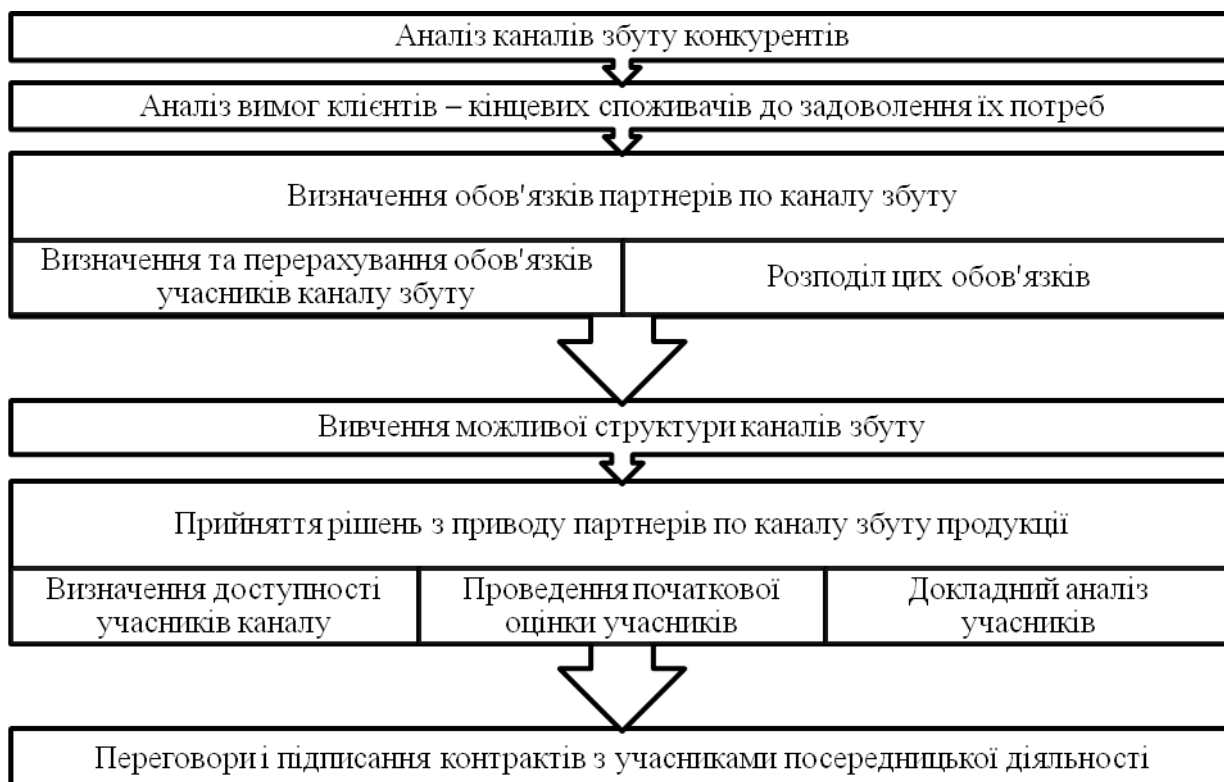 Аналіз каналів збуту конкурентів
Аналіз вимог клієнтів – кінцевих споживачів до задоволення їх потреб
Визначення обов'язків партнерів по каналу збуту
Визначення та перерахування обов'язків
учасників каналу збуту
Розподіл цих обов'язків
Вивчення можливої структури каналів збуту
Прийняття рішень з приводу партнерів по каналу збуту продукції
Визначення доступності
учасників каналу
Проведення початкової
оцінки учасників
Докладний аналіз
учасників
Переговори і підписання контрактів з учасниками посередницької діяльності